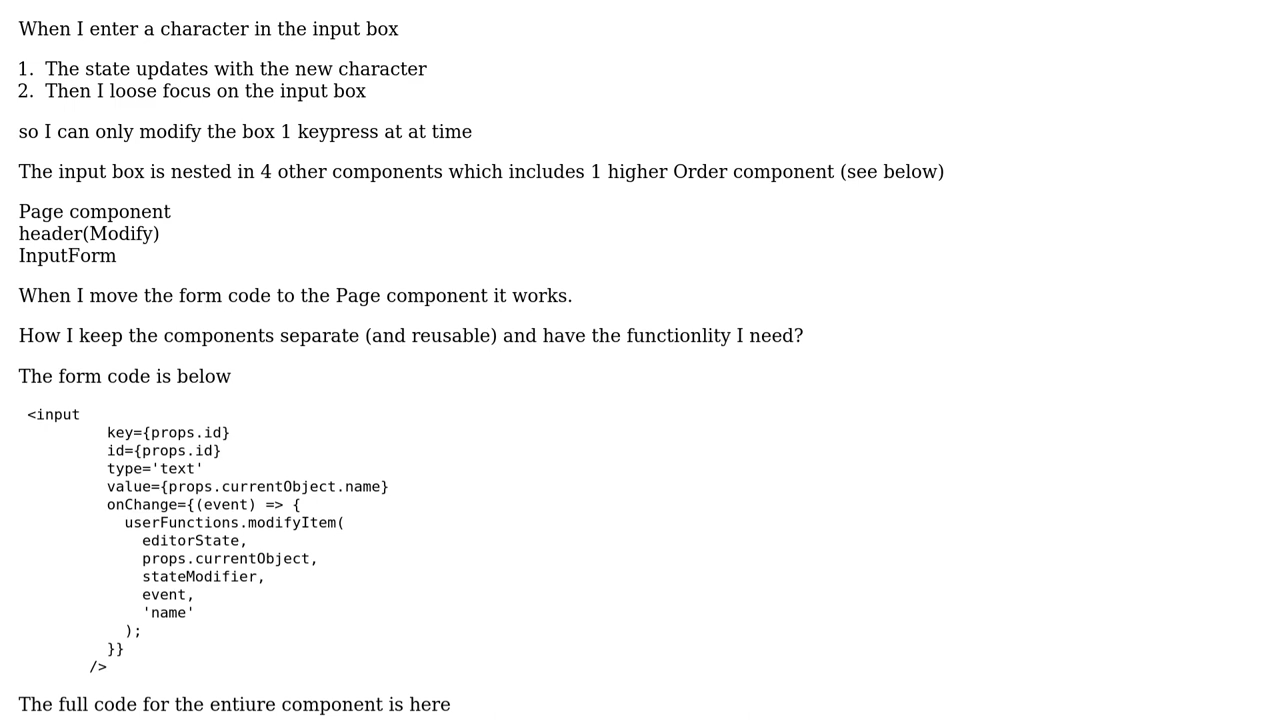 When I enter a character in the input box
1. The state updates with the new character
2. Then I loose focus on the input box
so I can only modify the box 1 keypress at at time
The input box is nested in 4 other components which includes 1 higher Order component (see below)
Page component
header(Modify)
InputForm
When I move the form code to the Page component it works.
How I keep the components separate (and reusable) and have the functionlity I need?
The form code is below
<input
key={props.id}
id={props.id}
type='text'
value={props.currentObject.name}
onChange={(event) => {
userFunctions.modifyItem(
editorState,
props.currentObject,
stateModifier,
event,
'name'
);
}}
/>
The full code for the entiure component is here